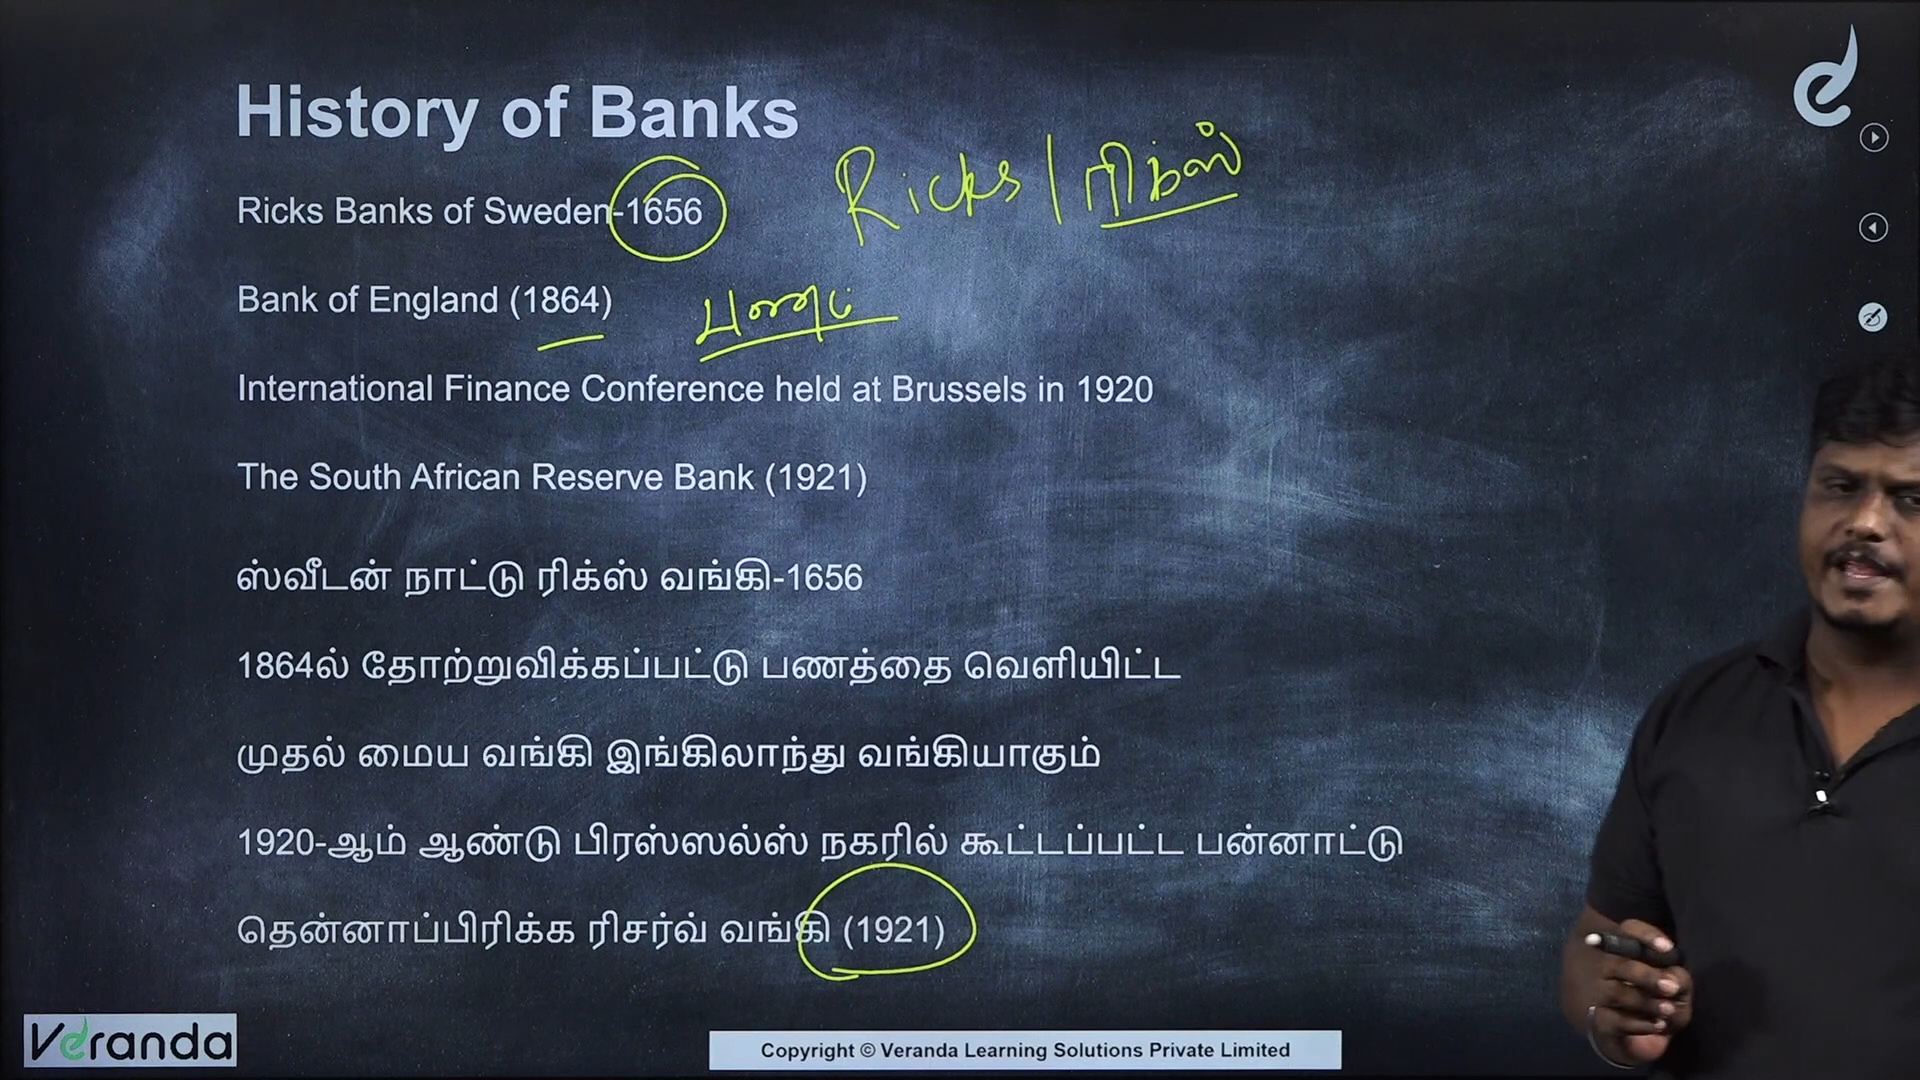 History of Banks
Ricks Banks of Sweden-1656
Ricks / ரிக்ஸ்
Bank of England (1864)
பணம்
International Finance Conference held at Brussels in 1920
The South African Reserve Bank (1921)
ஸ்வீடன் நாட்டு ரிக்ஸ் வங்கி-1656
1864ல் தோற்றுவிக்கப்பட்டு பணத்தை வெளியிட்ட
முதல் மைய வங்கி இங்கிலாந்து வங்கியாகும்
1920-ஆம் ஆண்டு பிரஸ்ஸல்ஸ் நகரில் கூட்டப்பட்ட பன்னாட்டு
தென்னாப்பிரிக்க ரிசர்வ் வங்கி (1921)
Veranda
Copyright © Veranda Learning Solutions Private Limited